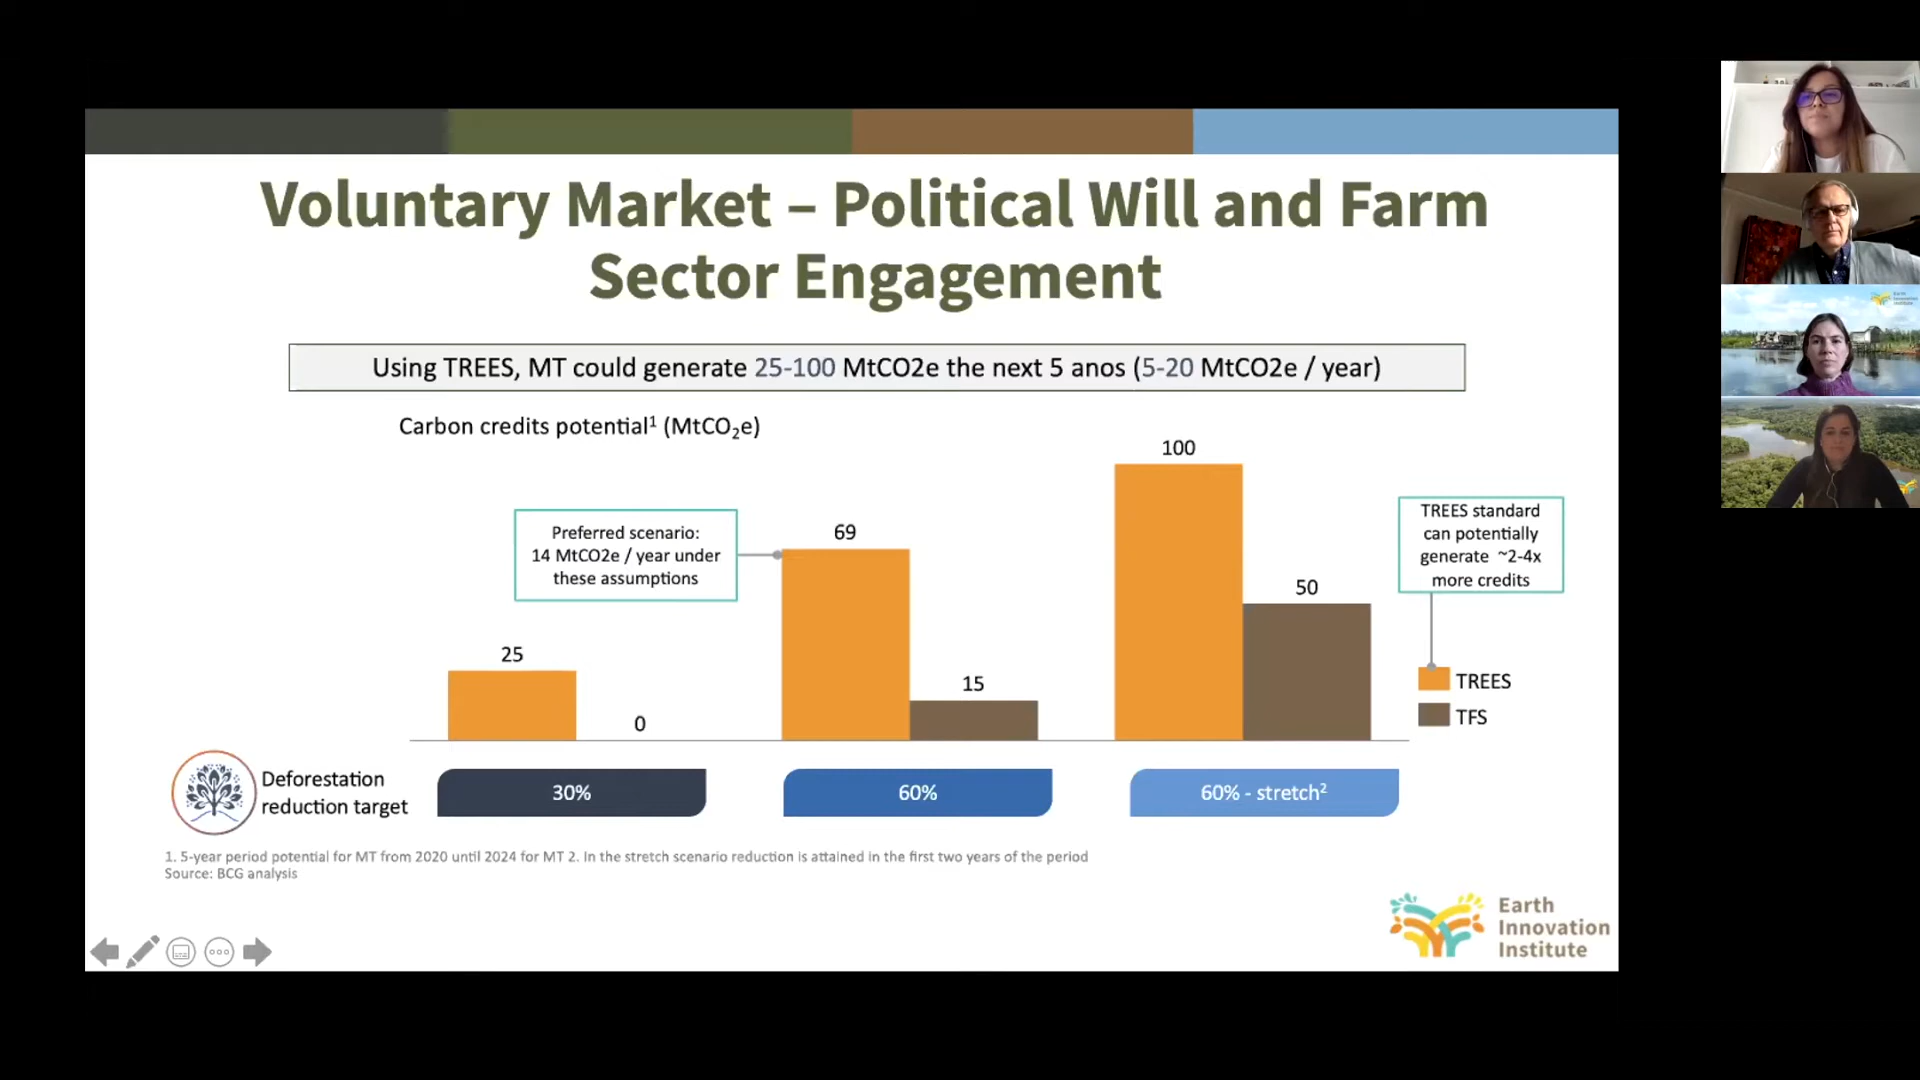 Voluntary Market – Political Will and Farm
Sector Engagement
Using TREES, MT could generate 25-100 MtCO2e the next 5 anos (5-20 MtCO2e / year)
Carbon credits potential¹ (MtCO₂e)
100
Preferred scenario:
14 MtCO2e / year under
these assumptions
69
TREES standard
can potentially
generate ~2-4x
more credits
50
25
15
0
TREES
TFS
Deforestation
reduction target
30%
60%
60% - stretch²
1. 5-year period potential for MT from 2020 until 2024 for MT 2. In the stretch scenario reduction is attained in the first two years of the period
Source: BCG analysis
Earth
Innovation
Institute
Earth
Innovation
Institute